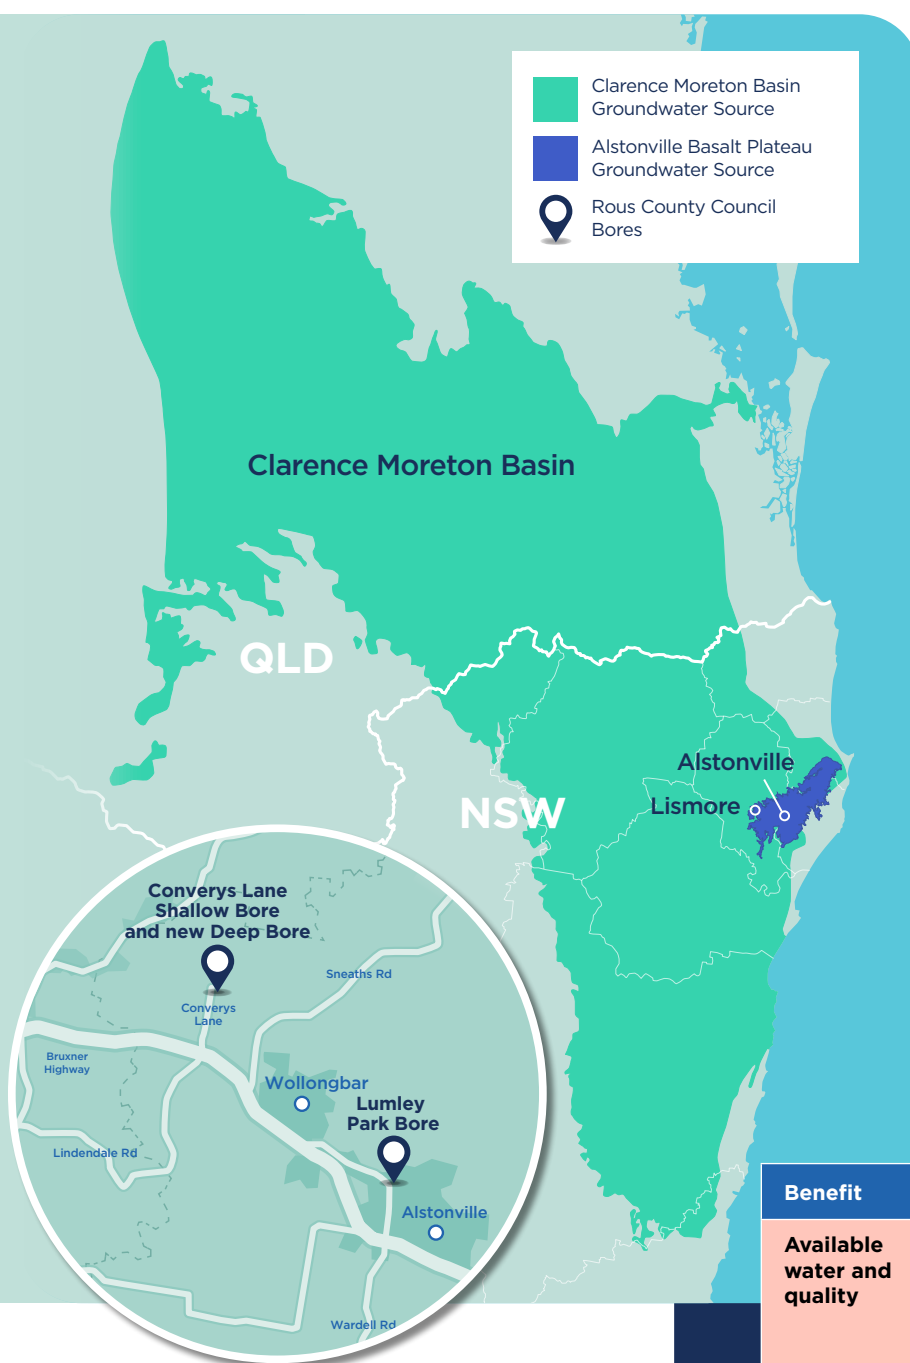 Clarence Moreton Basin
Groundwater Source
Alstonville Basalt Plateau
Groundwater Source
Rous County Council
Bores
Clarence Moreton Basin
QLD
NSW
Alstonville
Lismore
Converys Lane
Shallow Bore
and new Deep Bore
Sneaths Rd
Converys
Lane
Bruxner
Highway
Wollongbar
Lumley
Park Bore
Lindendale Rd
Alstonville
Wardell Rd
Benefit
Available
water and
quality